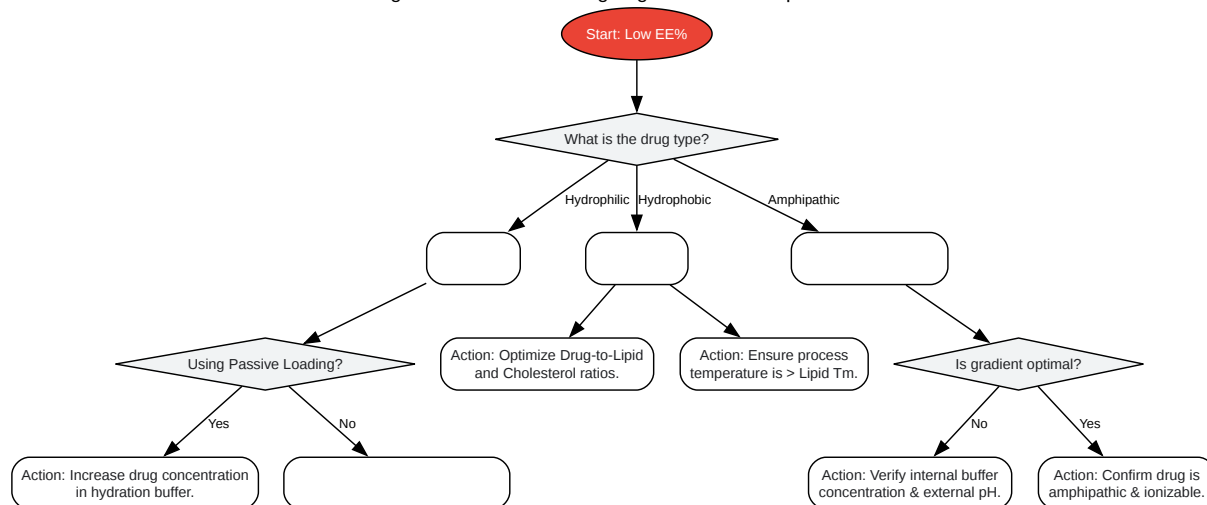 Start: Low EE%
What is the drug type?
Hydrophilic
Hydrophobic
Amphipathic
Using Passive Loading?
Action: Optimize Drug-to-Lipid
and Cholesterol ratios.
Action: Ensure process
temperature is > Lipid Tm.
Is gradient optimal?
Yes
No
No
Yes
Action: Increase drug concentration
in hydration buffer.
Action: Verify internal buffer
concentration & external pH.
Action: Confirm drug is
amphipathic & ionizable.